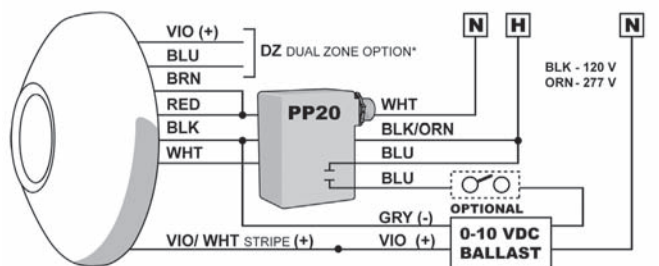 VIO (+)
BLU
DZ DUAL ZONE OPTION*
BRN
RED
BLK
WHT
PP20
WHT
BLK/ORN
BLU
BLU
N
H
N
BLK - 120 V
ORN - 277 V
OPTIONAL
GRY (-)
VIO/ WHT STRIPE (+)
VIO (+)
0-10 VDC
BALLAST